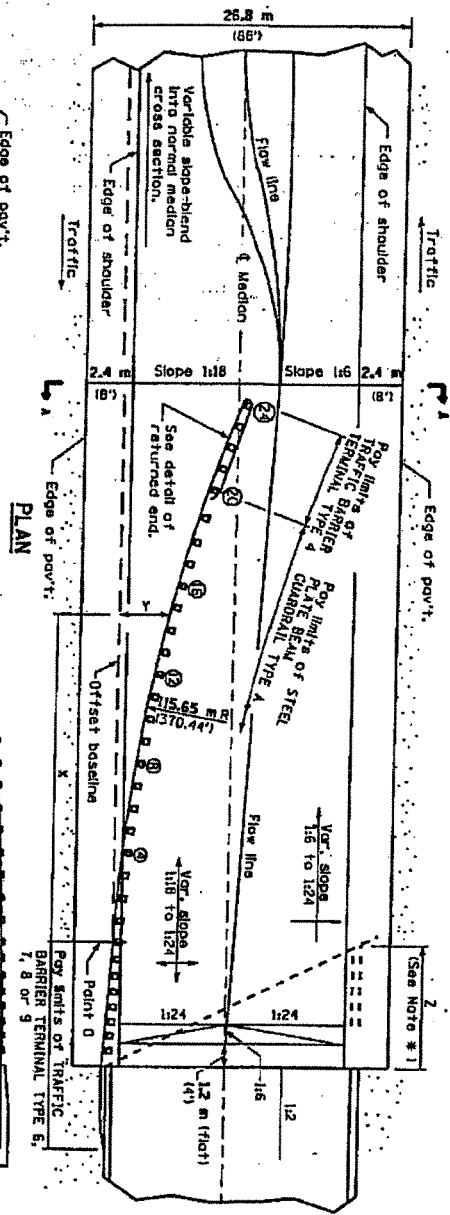 26.8 m
(88')
Traffic
Edge of shoulder
Flow line
℄ Median
Variable slope-blend
into normal median
cross section.
Edge of shoulder
Traffic
Edge of pav't.
2.4 m
(8')
Slope 1:18
Slope 1:6
2.4 m
(8')
A
A
Edge of pav't.
Edge of pav't.
PLAN
See detail of
returned end.
24
20
16
12
8
4
Pay limits of
TRAFFIC BARRIER
TERMINAL TYPE 4
Pay limits of STEEL
PLATE BEAM
GUARDRAIL TYPE A
115.65 m R
(370.44')
Y
X
Offset baseline
Flow line
Var. slope
1:6 to 1:24
Var. slope
1:18 to 1:24
Z
(See Note * )
Point O
Pay limits of TRAFFIC
BARRIER TERMINAL TYPE 6,
7, 8 or 9
1:24
1:24
1:6
1:2
1.2 m (flat)
(4')